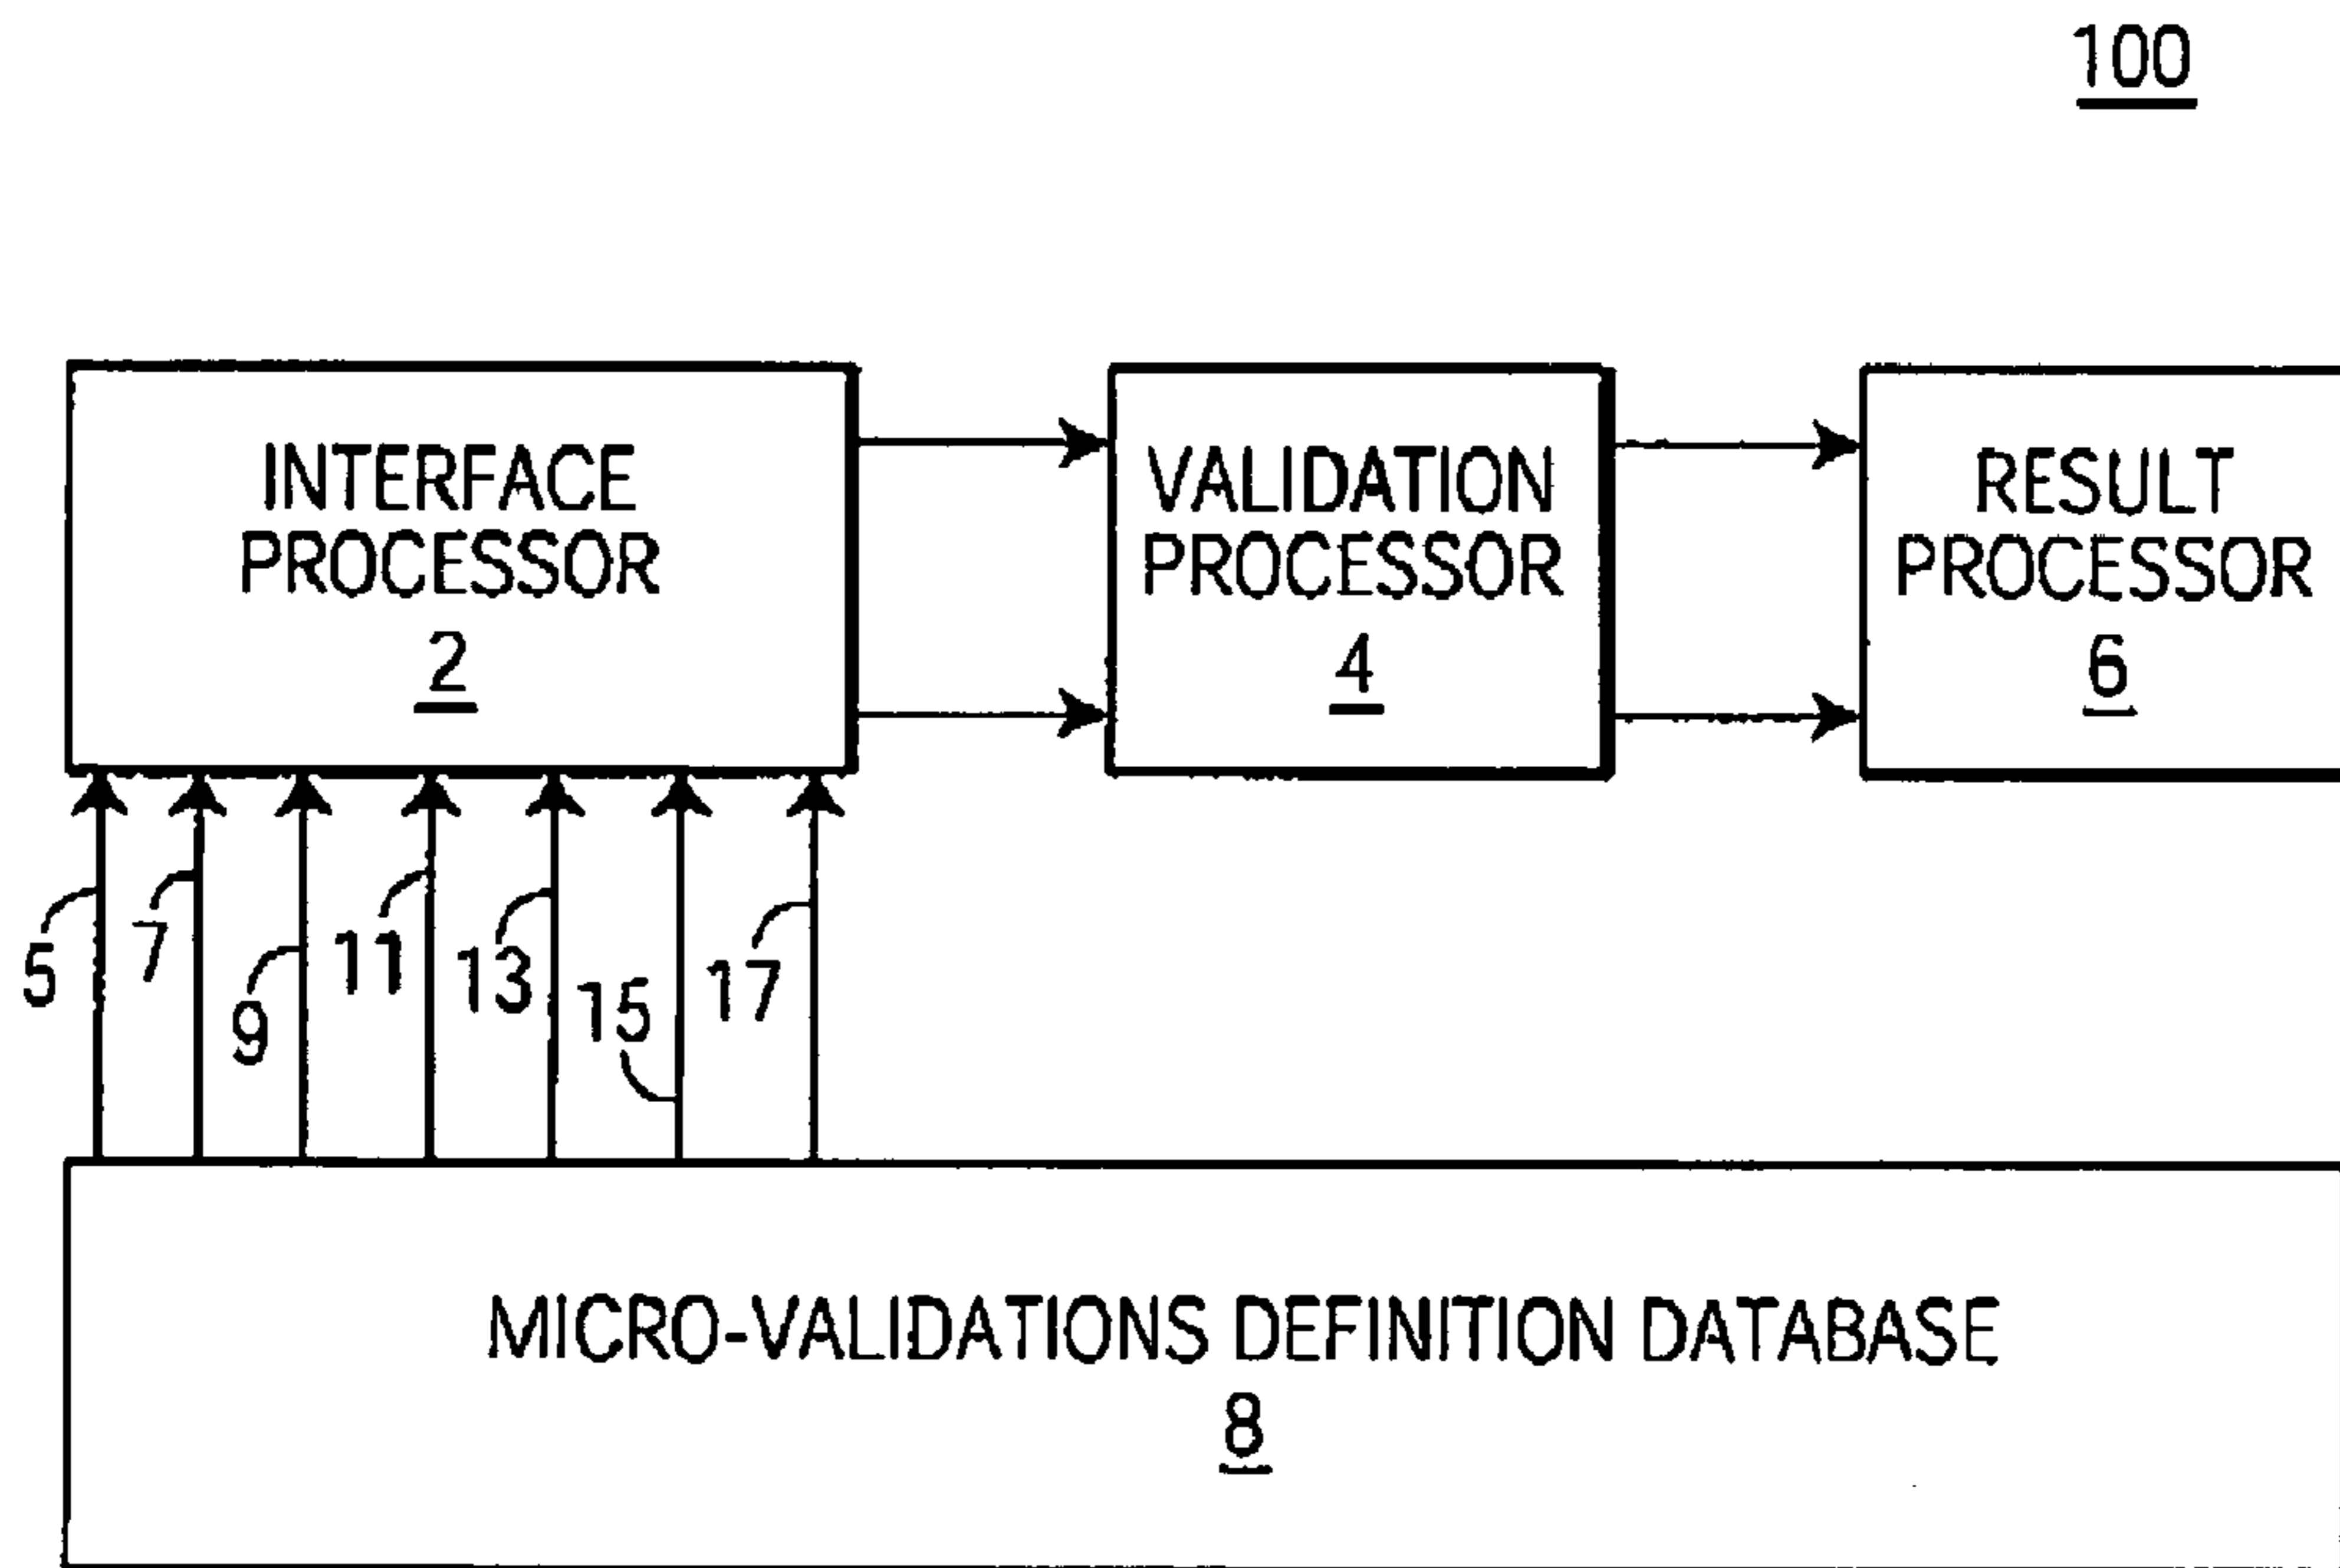 100
INTERFACE
PROCESSOR
2
VALIDATION
PROCESSOR
4
RESULT
PROCESSOR
6
5
7
9
11
13
15
17
MICRO-VALIDATIONS DEFINITION DATABASE
8